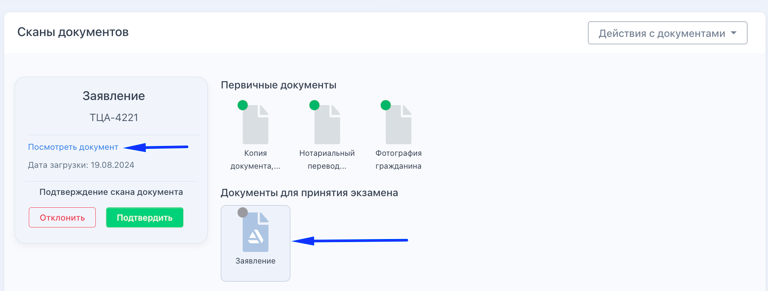 Сканы документов
Действия с документами
Заявление
ТЦА-4221
Посмотреть документ
Дата загрузки: 19.08.2024
Подтверждение скана документа
Отклонить
Подтвердить
Первичные документы
Копия
документа,...
Нотариальный
перевод...
Фотография
гражданина
Документы для принятия экзамена
Заявление